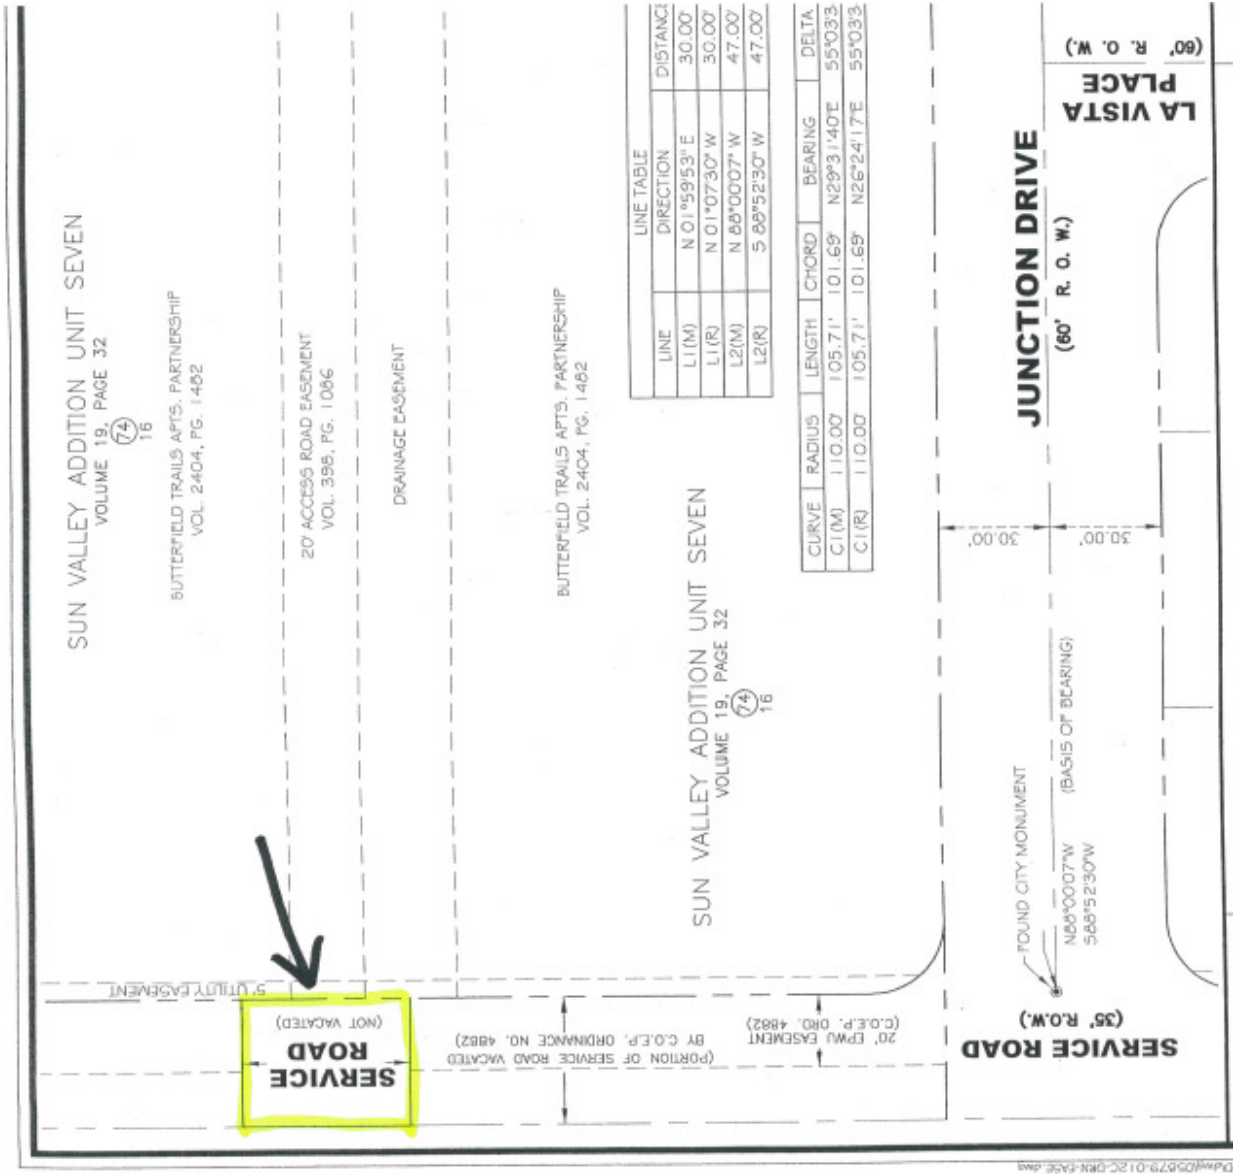 SUN VALLEY ADDITION UNIT SEVEN
VOLUME 19, PAGE 32
74
16
BUTTERFIELD TRAILS APTS. PARTNERSHIP
VOL. 2404, PG. 1482
20' ACCESS ROAD EASEMENT
VOL. 398, PG. 1086
DRAINAGE EASEMENT
BUTTERFIELD TRAILS APTS. PARTNERSHIP
VOL. 2404, PG. 1482
SUN VALLEY ADDITION UNIT SEVEN
VOLUME 19, PAGE 32
74
16
LINE TABLE
LINE DIRECTION DISTANCE
L1(M) N 01°59'53" E 30.00'
L1(R) N 01°07'30" W 30.00'
L2(M) N 88°00'07" W 47.00'
L2(R) S 88°52'30" W 47.00'
CURVE RADIUS LENGTH CHORD BEARING DELTA
C1(M) 110.00' 105.71' 101.69' N29°31'40"E 55°03'3
C1(R) 110.00' 105.71' 101.69' N26°24'17"E 55°03'3
JUNCTION DRIVE
(60' R. O. W.)
LA VISTA
PLACE
(60' R. O. W.)
30.00'
30.00'
FOUND CITY MONUMENT
N88°00'07"W (BASIS OF BEARING)
S88°52'30"W
5' UTILITY EASEMENT
SERVICE
ROAD
(NOT VACATED)
(PORTION OF SERVICE ROAD VACATED
BY C.O.E.P. ORDINANCE NO. 4882)
20' EPWU EASEMENT
(C.O.E.P. ORD. 4882)
SERVICE ROAD
(35' R.O.W.)